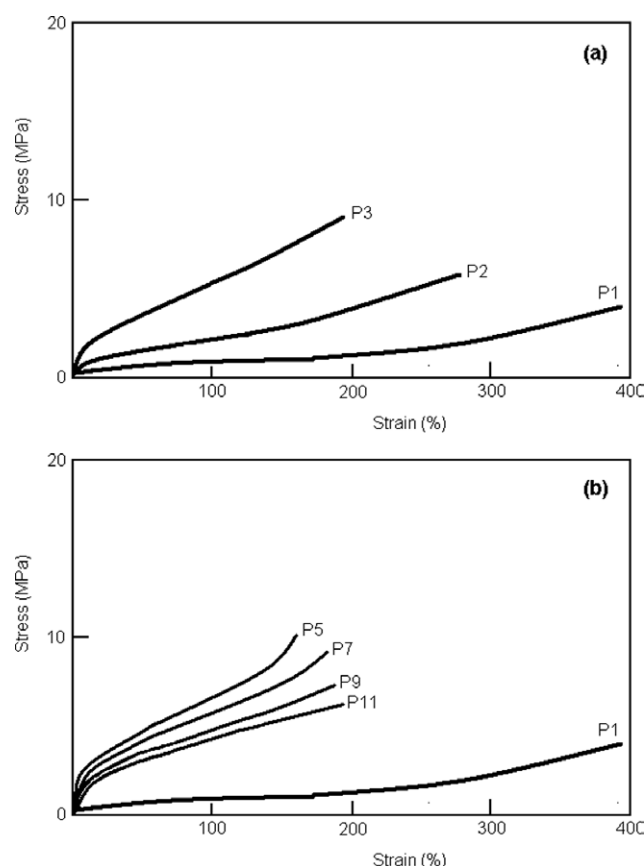 20
(a)
Stress (MPa)
10
P3
P2
P1
0
100
200
300
400
Strain (%)
20
(b)
Stress (MPa)
10
P5
P7
P9
P11
P1
0
100
200
300
400
Strain (%)